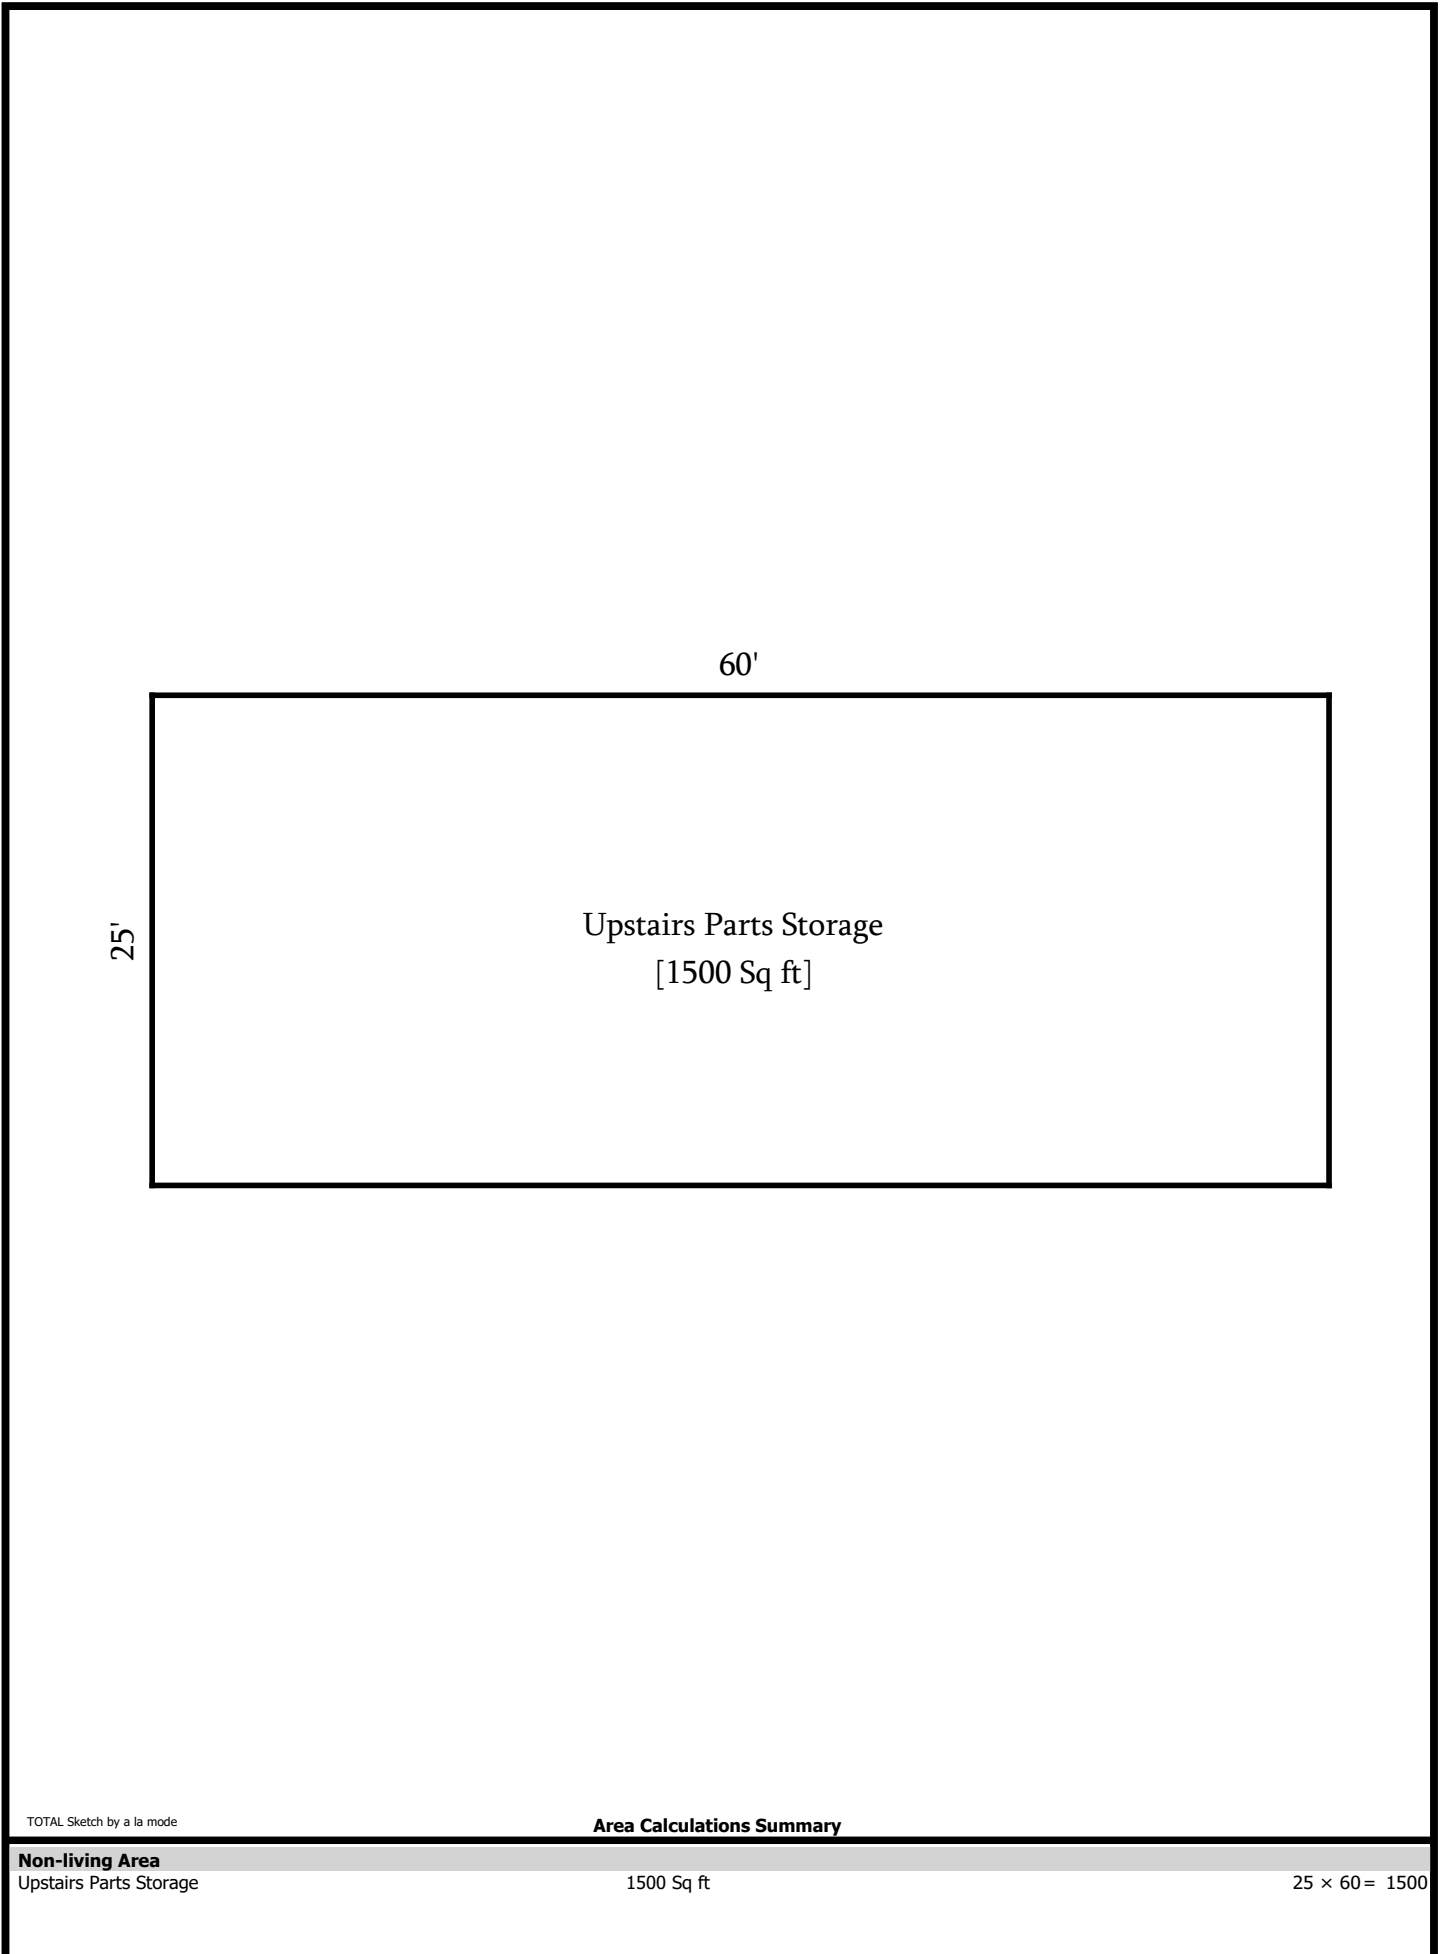 60'
25'
Upstairs Parts Storage
[1500 Sq ft]
TOTAL Sketch by a la mode
Area Calculations Summary
Non-living Area
Upstairs Parts Storage 1500 Sq ft 25 × 60 = 1500